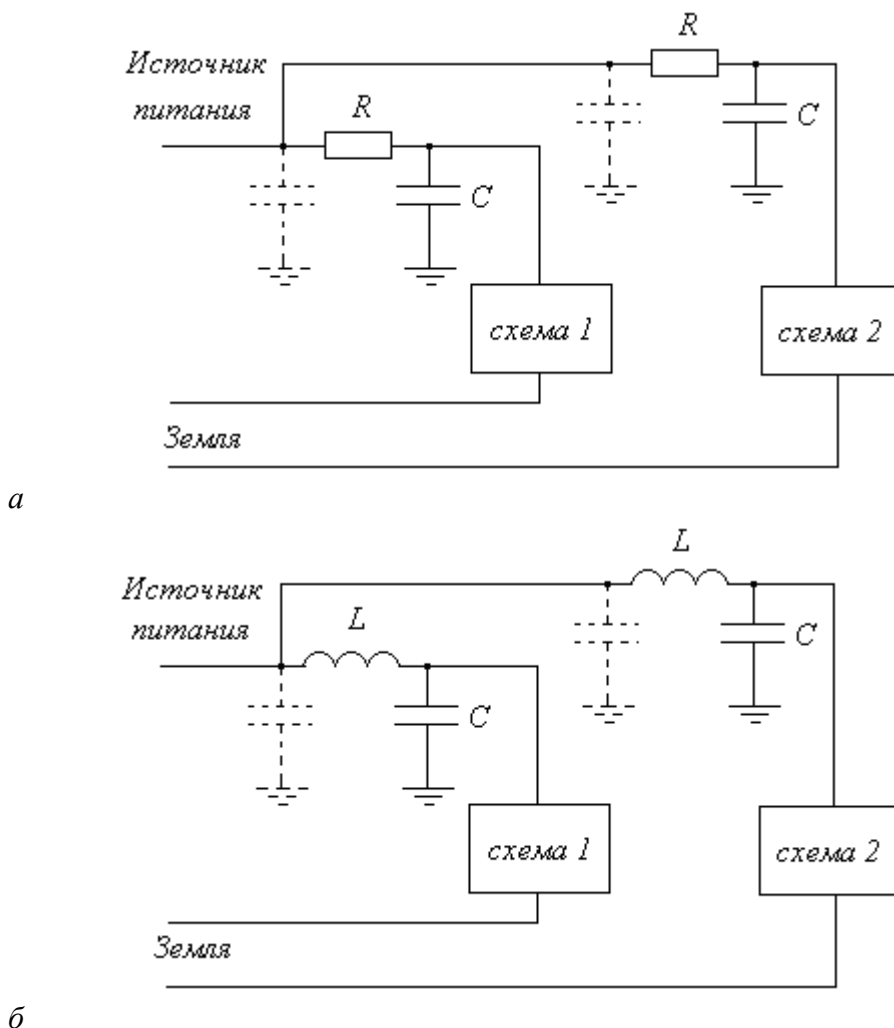 R
Источник
питания
R
C
C
схема 1
схема 2
Земля
а
L
Источник
питания
L
C
C
схема 1
схема 2
Земля
б